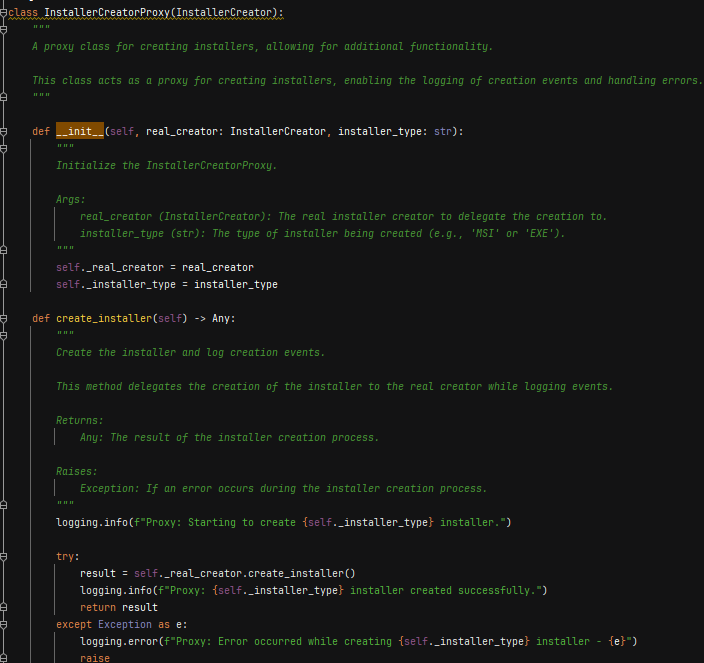 class InstallerCreatorProxy(InstallerCreator):
    """
    A proxy class for creating installers, allowing for additional functionality.

    This class acts as a proxy for creating installers, enabling the logging of creation events and handling errors.
    """

    def __init__(self, real_creator: InstallerCreator, installer_type: str):
        """
        Initialize the InstallerCreatorProxy.

        Args:
            real_creator (InstallerCreator): The real installer creator to delegate the creation to.
            installer_type (str): The type of installer being created (e.g., 'MSI' or 'EXE').
        """
        self._real_creator = real_creator
        self._installer_type = installer_type

    def create_installer(self) -> Any:
        """
        Create the installer and log creation events.

        This method delegates the creation of the installer to the real creator while logging events.

        Returns:
            Any: The result of the installer creation process.

        Raises:
            Exception: If an error occurs during the installer creation process.
        """
        logging.info(f"Proxy: Starting to create {self._installer_type} installer.")

        try:
            result = self._real_creator.create_installer()
            logging.info(f"Proxy: {self._installer_type} installer created successfully.")
            return result
        except Exception as e:
            logging.error(f"Proxy: Error occurred while creating {self._installer_type} installer - {e}")
            raise